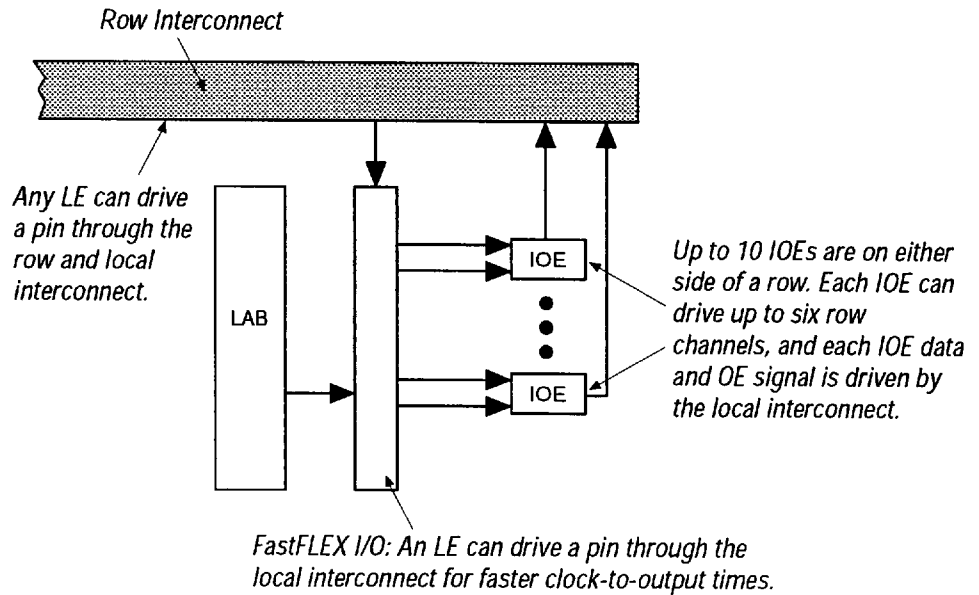 Row Interconnect
Any LE can drive
a pin through the
row and local
interconnect.
LAB
IOE
IOE
Up to 10 IOEs are on either
side of a row. Each IOE can
drive up to six row
channels, and each IOE data
and OE signal is driven by
the local interconnect.
FastFLEX I/O: An LE can drive a pin through the
local interconnect for faster clock-to-output times.